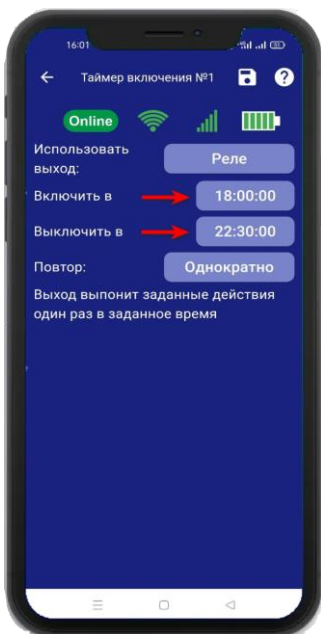 16:01
Таймер включения №1
Online
Использовать
выход:
Реле
Включить в
18:00:00
Выключить в
22:30:00
Повтор:
Однократно
Выход выпонит заданные действия
один раз в заданное время